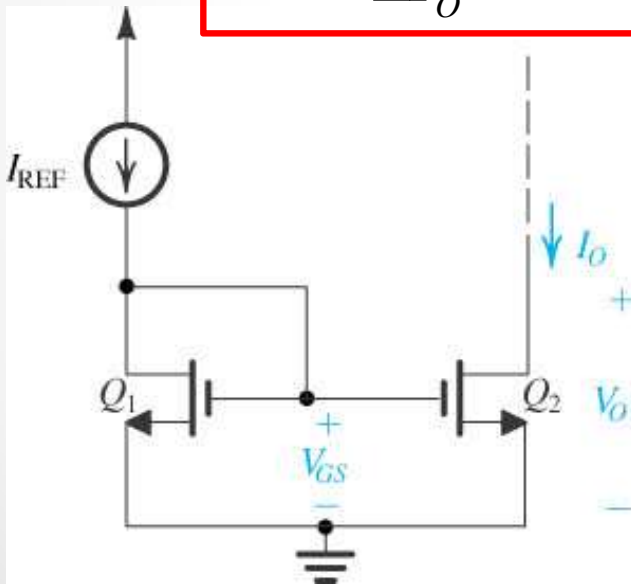 O
I_REF
I_O
+
Q_1
Q_2
V_O
+
V_GS
−
−